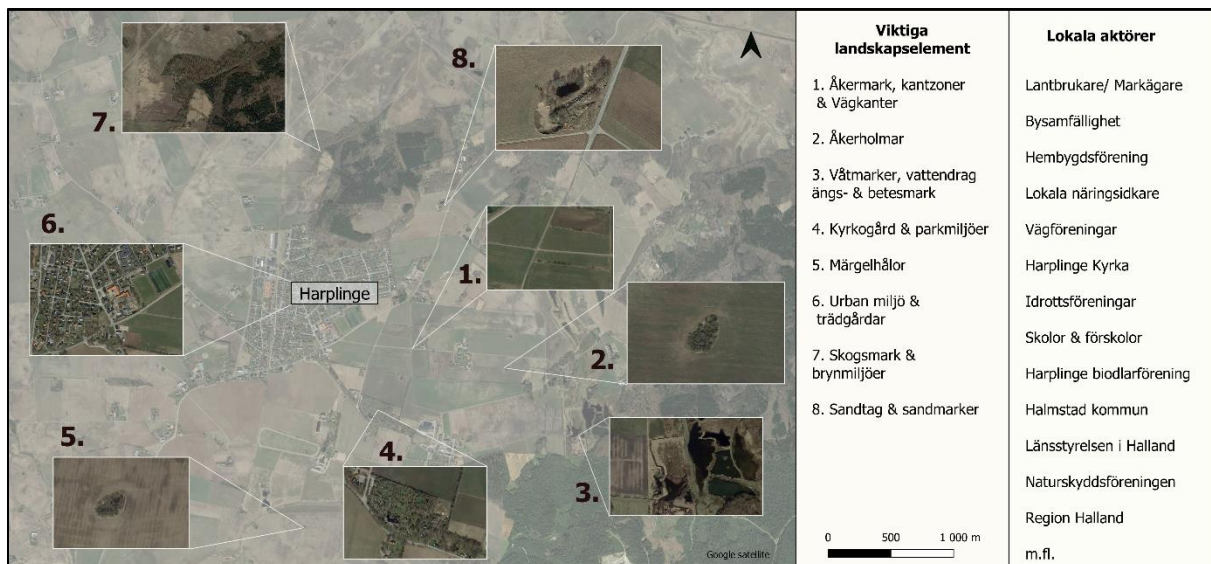 7.
8.
6.
1.
Harplinge
2.
5.
4.
3.
Google satellite
Viktiga
landskapselement
1. Åkermark, kantzoner
& Vägkanter
2. Åkerholmar
3. Våtmarker, vattendrag
ängs- & betesmark
4. Kyrkogård & parkmiljöer
5. Märgelhålor
6. Urban miljö &
trädgårdar
7. Skogsmark &
brynmiljöer
8. Sandtag & sandmarker
0 500 1 000 m
Lokala aktörer
Lantbrukare/ Markägare
Bysamfällighet
Hembygdsförening
Lokala näringsidkare
Vägföreningar
Harplinge Kyrka
Idrottsföreningar
Skolor & förskolor
Harplinge biodlarförening
Halmstad kommun
Länsstyrelsen i Halland
Naturskyddsföreningen
Region Halland
m.fl.